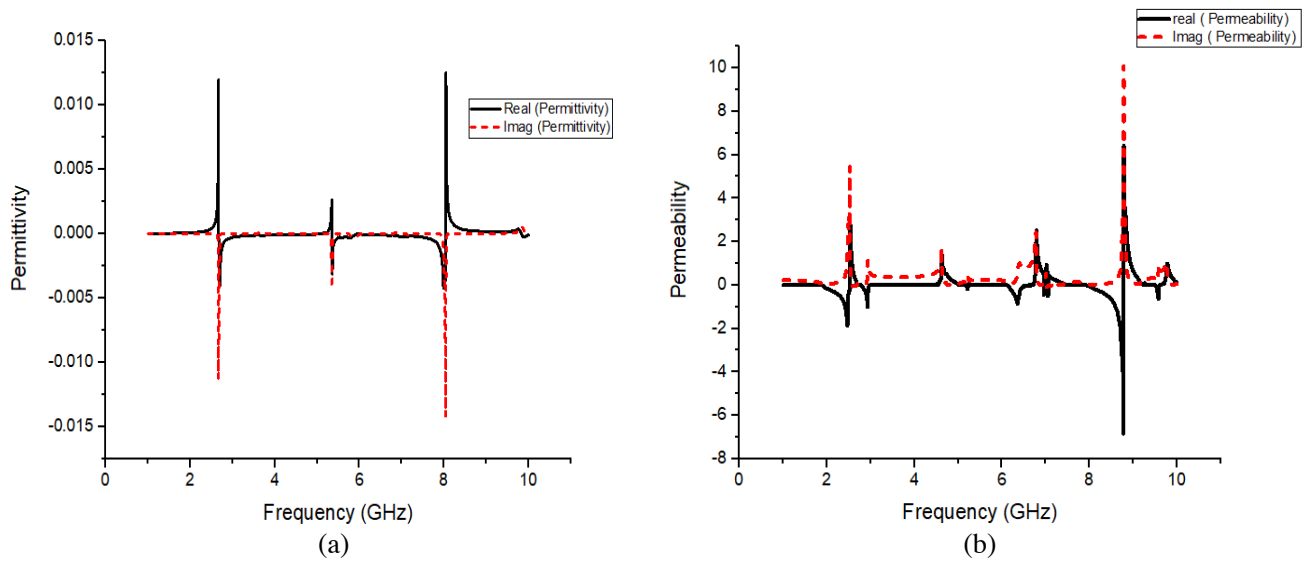 0.015
0.010
0.005
0.000
-0.005
-0.010
-0.015
Permittivity
Real (Permittivity)
Imag (Permittivity)
0 2 4 6 8 10
Frequency (GHz)
(a)
real ( Permeability)
Imag ( Permeability)
10
8
6
4
2
0
-2
-4
-6
-8
Permeability
0 2 4 6 8 10
Frequency (GHz)
(b)